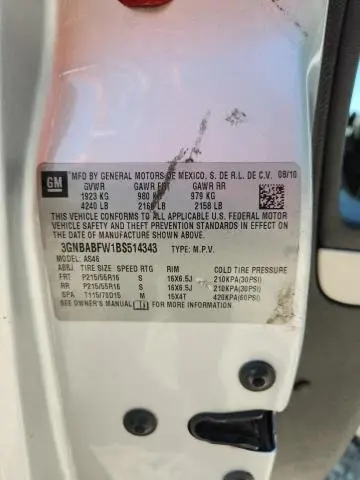 GM
MFD BY GENERAL MOTORS DE MEXICO, S. DE R.L. DE C.V. 08/10
GVWR GAWR FRT GAWR RR
1923 KG 980 KG 979 KG
4240 LB 2160 LB 2158 LB
THIS VEHICLE CONFORMS TO ALL APPLICABLE U.S. FEDERAL MOTOR
VEHICLE SAFETY AND THEFT PREVENTION STANDARDS IN EFFECT ON
THE DATE OF MANUFACTURE SHOWN ABOVE.
3GNBABFW1BS514343 TYPE: M.P.V.
MODEL: AS46
ABBJ TIRE SIZE SPEED RTG RIM COLD TIRE PRESSURE
FRT P215/55R16 S 16X6.5J 210KPA(30PSI)
RR P215/55R16 S 16X6.5J 210KPA(30PSI)
SPA T115/70D15 M 15X4T 420KPA(60PSI)
SEE OWNER'S MANUAL FOR MORE INFORMATION.